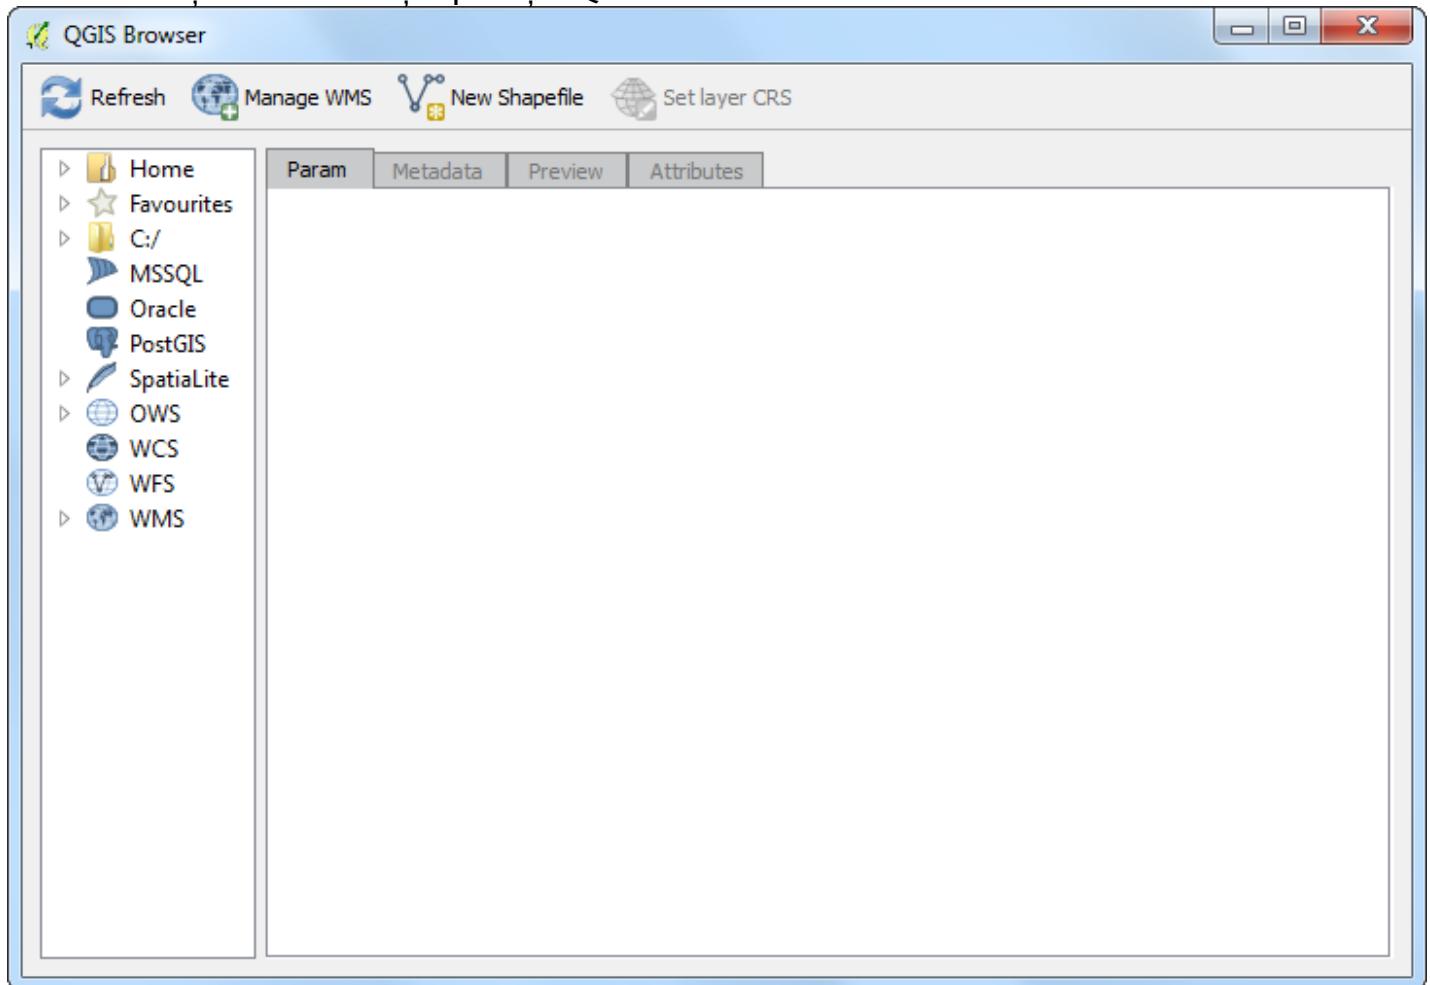 QGIS Browser
Refresh Manage WMS New Shapefile Set layer CRS
Home
Favourites
C:/
MSSQL
Oracle
PostGIS
SpatiaLite
OWS
WCS
WFS
WMS
Param Metadata Preview Attributes